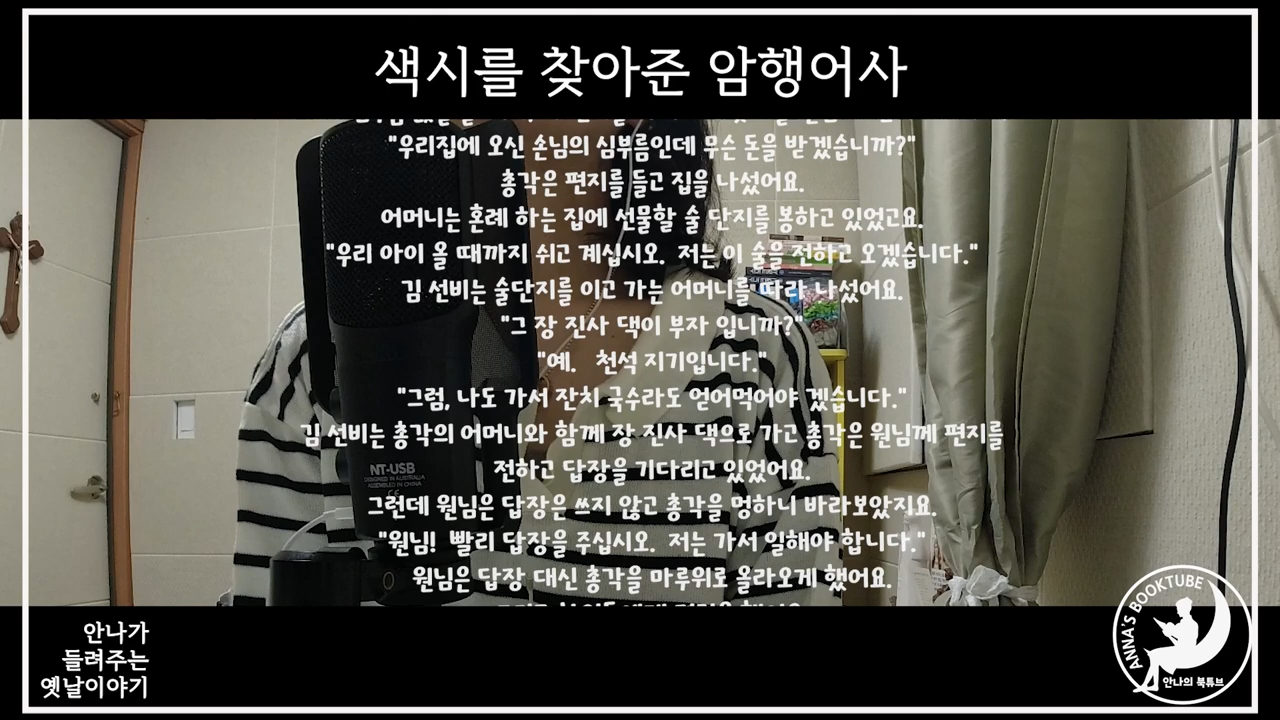 색시를 찾아준 암행어사
"우리집에 오신 손님의 심부름인데 무슨 돈을 받겠습니까?"
총각은 편지를 들고 집을 나섰어요.
어머니는 혼례 하는 집에 선물할 술 단지를 봉하고 있었고요.
"우리 아이 올 때까지 쉬고 계십시오. 저는 이 술을 전하고 오겠습니다."
김 선비는 술단지를 이고 가는 어머니를 따라 나섰어요.
"그 장 진사 댁이 부자 입니까?"
"예. 천석 지기입니다."
"그럼, 나도 가서 잔치 국수라도 얻어먹어야 겠습니다."
김 선비는 총각의 어머니와 함께 장 진사 댁으로 가고 총각은 원님께 편지를
전하고 답장을 기다리고 있었어요.
그런데 원님은 답장은 쓰지 않고 총각을 멍하니 바라보았지요.
"원님! 빨리 답장을 주십시오. 저는 가서 일해야 합니다."
원님은 답장 대신 총각을 마루위로 올라오게 했어요.
NT-USB
DESIGNED IN AUSTRALIA
ASSEMBLED IN CHINA
안나가
들려주는
옛날이야기
ANNA'S BOOKTUBE
안나의 북튜브